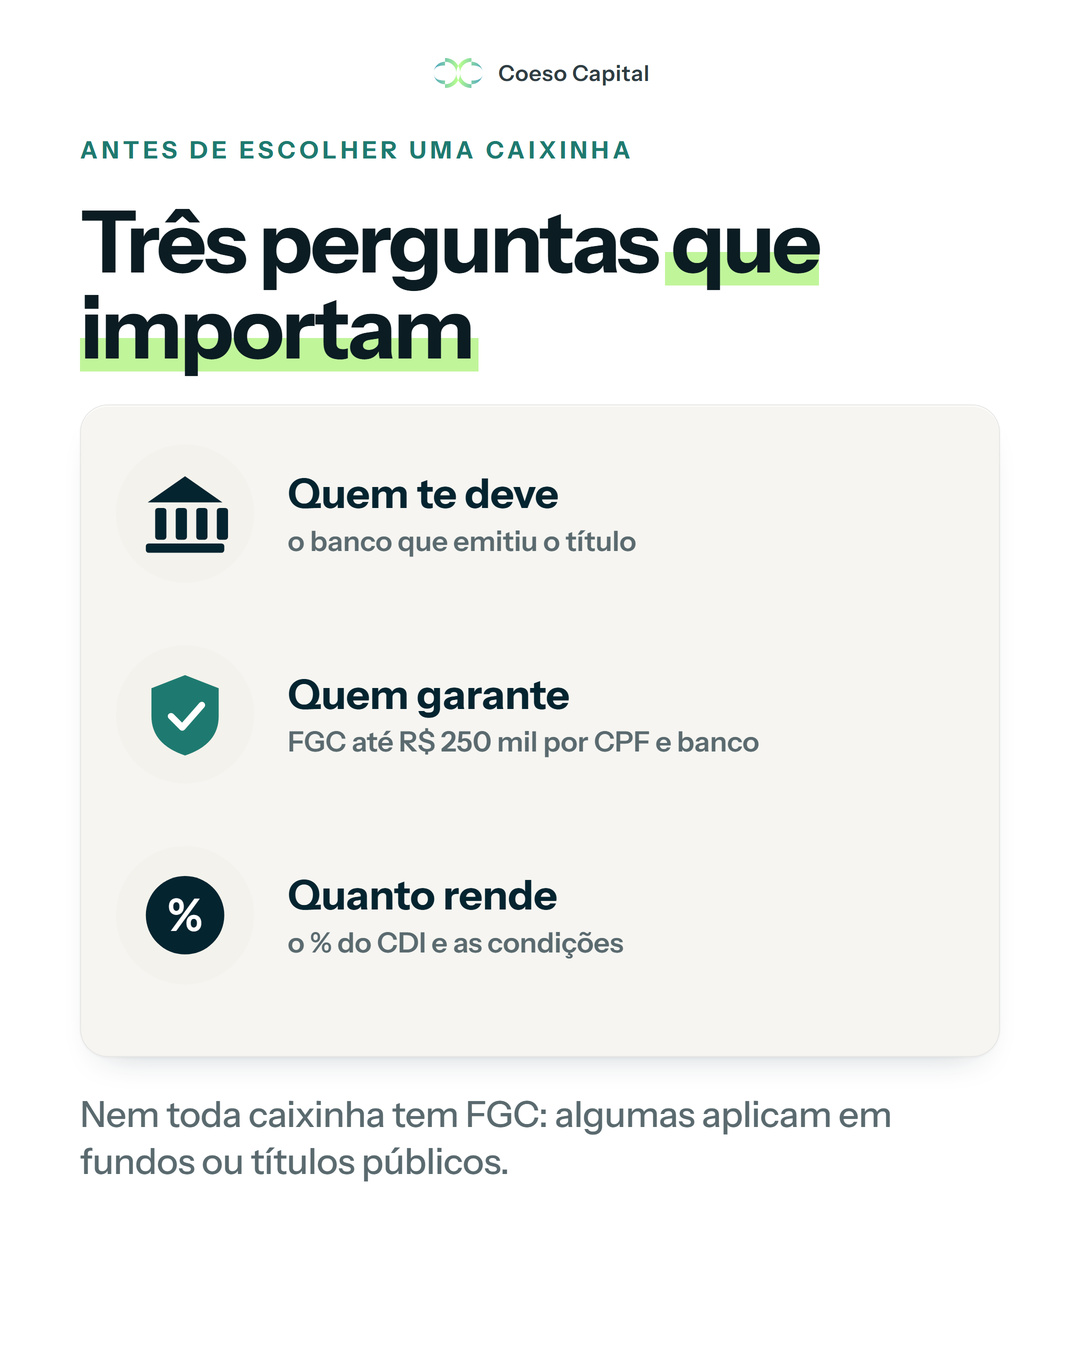 Coeso Capital
ANTES DE ESCOLHER UMA CAIXINHA
Três perguntas que
importam
Quem te deve
o banco que emitiu o título
Quem garante
FGC até R$ 250 mil por CPF e banco
%
Quanto rende
o % do CDI e as condições
Nem toda caixinha tem FGC: algumas aplicam em
fundos ou títulos públicos.